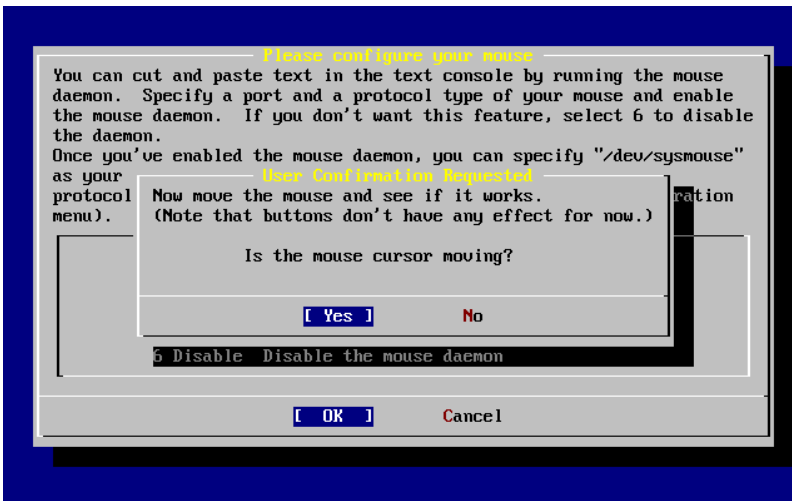 Please configure your mouse
You can cut and paste text in the text console by running the mouse
daemon.  Specify a port and a protocol type of your mouse and enable
the mouse daemon.  If you don't want this feature, select 6 to disable
the daemon.
Once you've enabled the mouse daemon, you can specify "/dev/sysmouse"
as your
User Confirmation Requested
protocol
ration
menu).
Now move the mouse and see if it works.
(Note that buttons don't have any effect for now.)
Is the mouse cursor moving?
[ Yes ] No
6 Disable  Disable the mouse daemon
[ OK ] Cancel